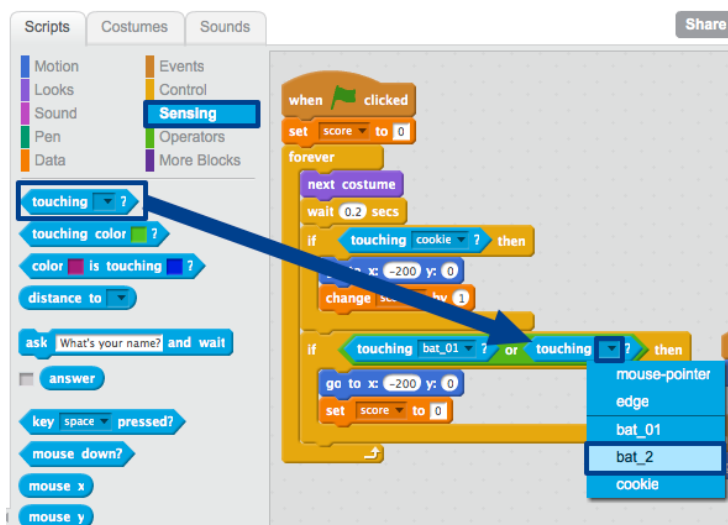 Scripts Costumes Sounds Share
Motion Events
Looks Control
Sound Sensing
Pen Operators
Data More Blocks
touching ?
touching color ?
color is touching ?
distance to
ask What's your name? and wait
answer
key space pressed?
mouse down?
mouse x
mouse y
when clicked
set score to 0
forever
next costume
wait 0.2 secs
if touching cookie ? then
to x: -200 y: 0
change by 1
if touching bat_01 ? or touching ? then
go to x: -200 y: 0
set score to 0
mouse-pointer
edge
bat_01
bat_2
cookie